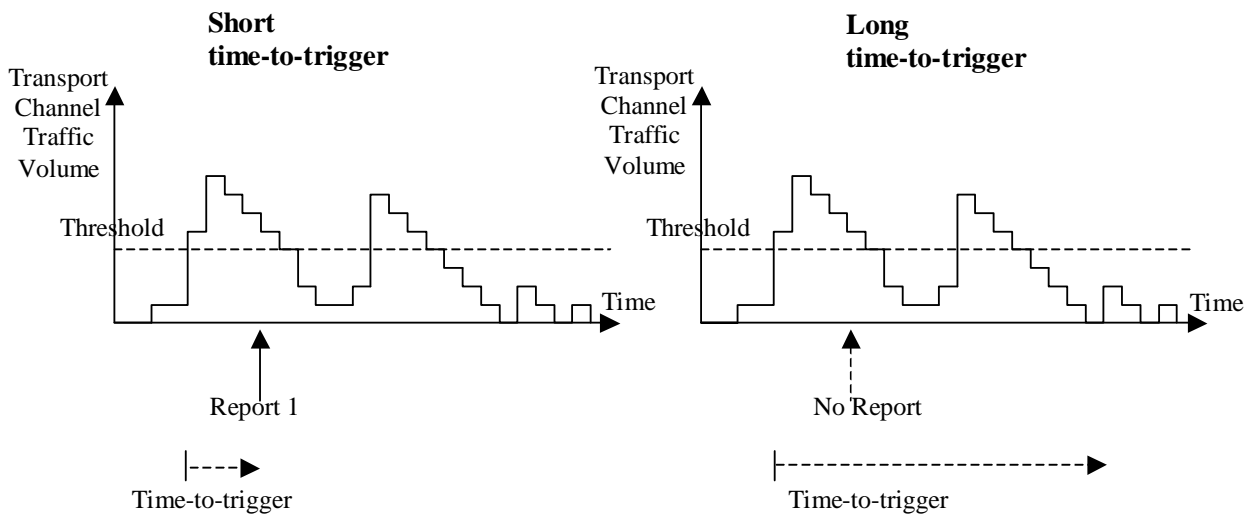 Short
time-to-trigger
Transport
Channel
Traffic
Volume
Threshold
Time
Report 1
Time-to-trigger
Long
time-to-trigger
Transport
Channel
Traffic
Volume
Threshold
Time
No Report
Time-to-trigger